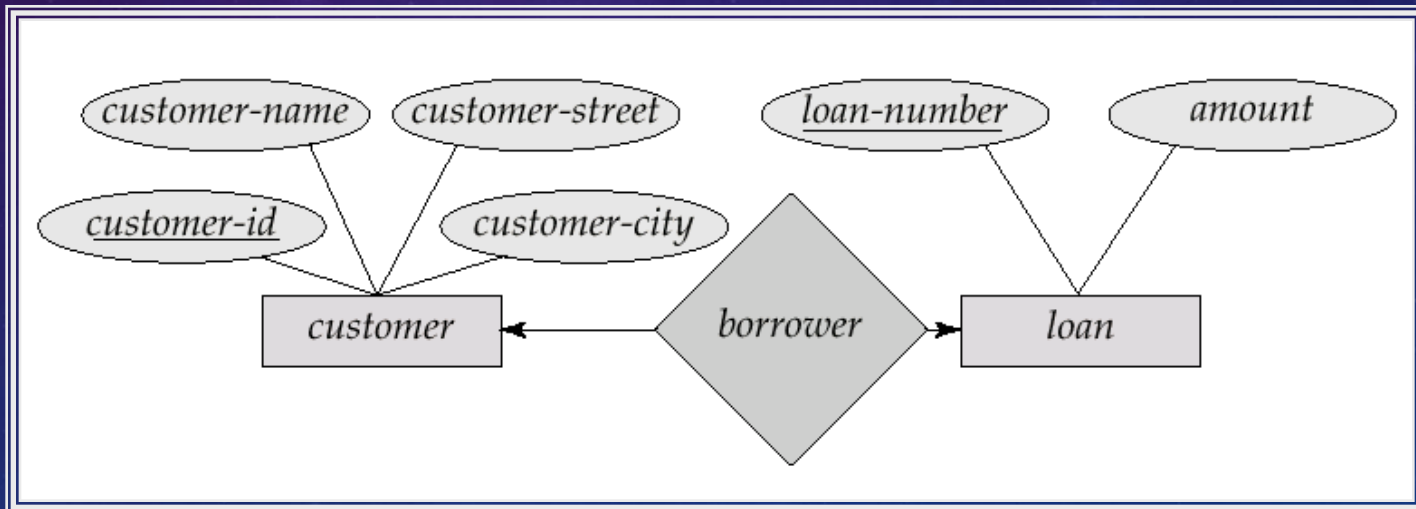 customer-name
customer-street
loan-number
amount
customer-id
customer-city
customer
borrower
loan